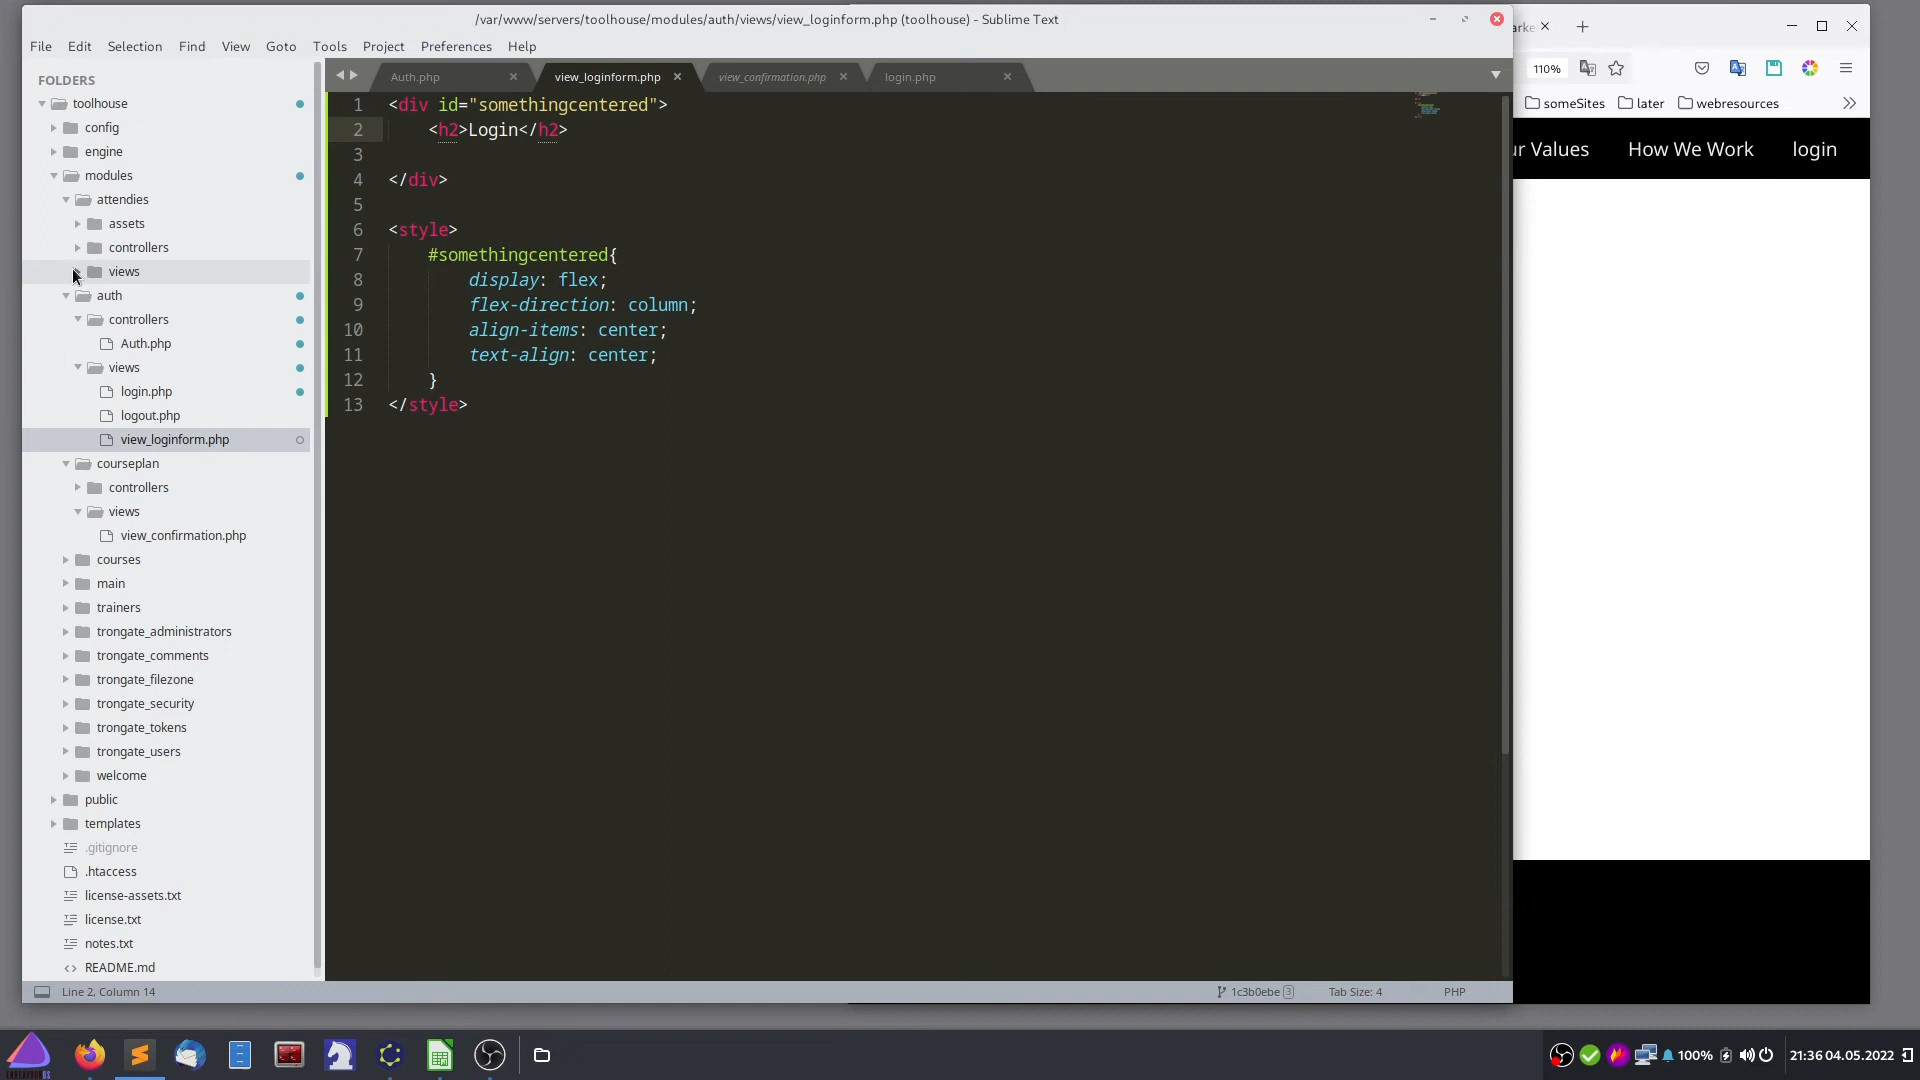 /var/www/servers/toolhouse/modules/auth/views/view_loginform.php (toolhouse) - Sublime Text
File Edit Selection Find View Goto Tools Project Preferences Help
FOLDERS
toolhouse
config
engine
modules
attendies
assets
controllers
views
auth
controllers
Auth.php
views
login.php
logout.php
view_loginform.php
courseplan
controllers
views
view_confirmation.php
courses
main
trainers
trongate_administrators
trongate_comments
trongate_filezone
trongate_security
trongate_tokens
trongate_users
welcome
public
templates
.gitignore
.htaccess
license-assets.txt
license.txt
notes.txt
README.md
Auth.php view_loginform.php view_confirmation.php login.php
1 <div id="somethingcentered">
2 <h2>Login</h2>
3
4 </div>
5
6 <style>
7 #somethingcentered{
8 display: flex;
9 flex-direction: column;
10 align-items: center;
11 text-align: center;
12 }
13 </style>
Line 2, Column 14 1c3b0ebe 3 Tab Size: 4 PHP
110%
someSites later webresources
ur Values How We Work login
100% 21:36 04.05.2022